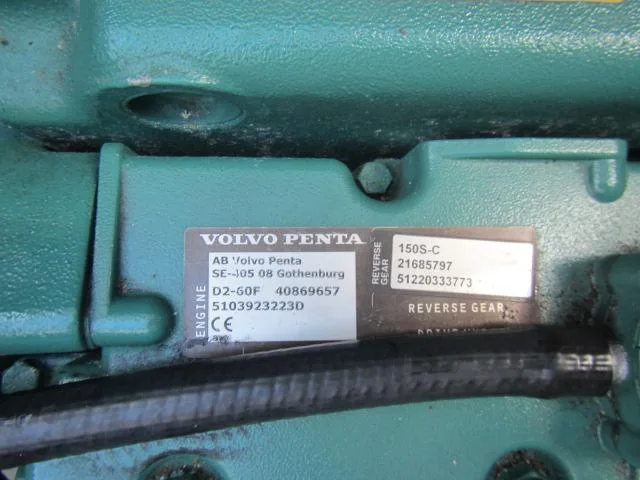 VOLVO PENTA
AB Volvo Penta
SE-405 08 Gothenburg
D2-60F 40869657
5103923223D
CE
ENGINE
REVERSE GEAR
150S-C
21685797
51220333773
REVERSE GEAR